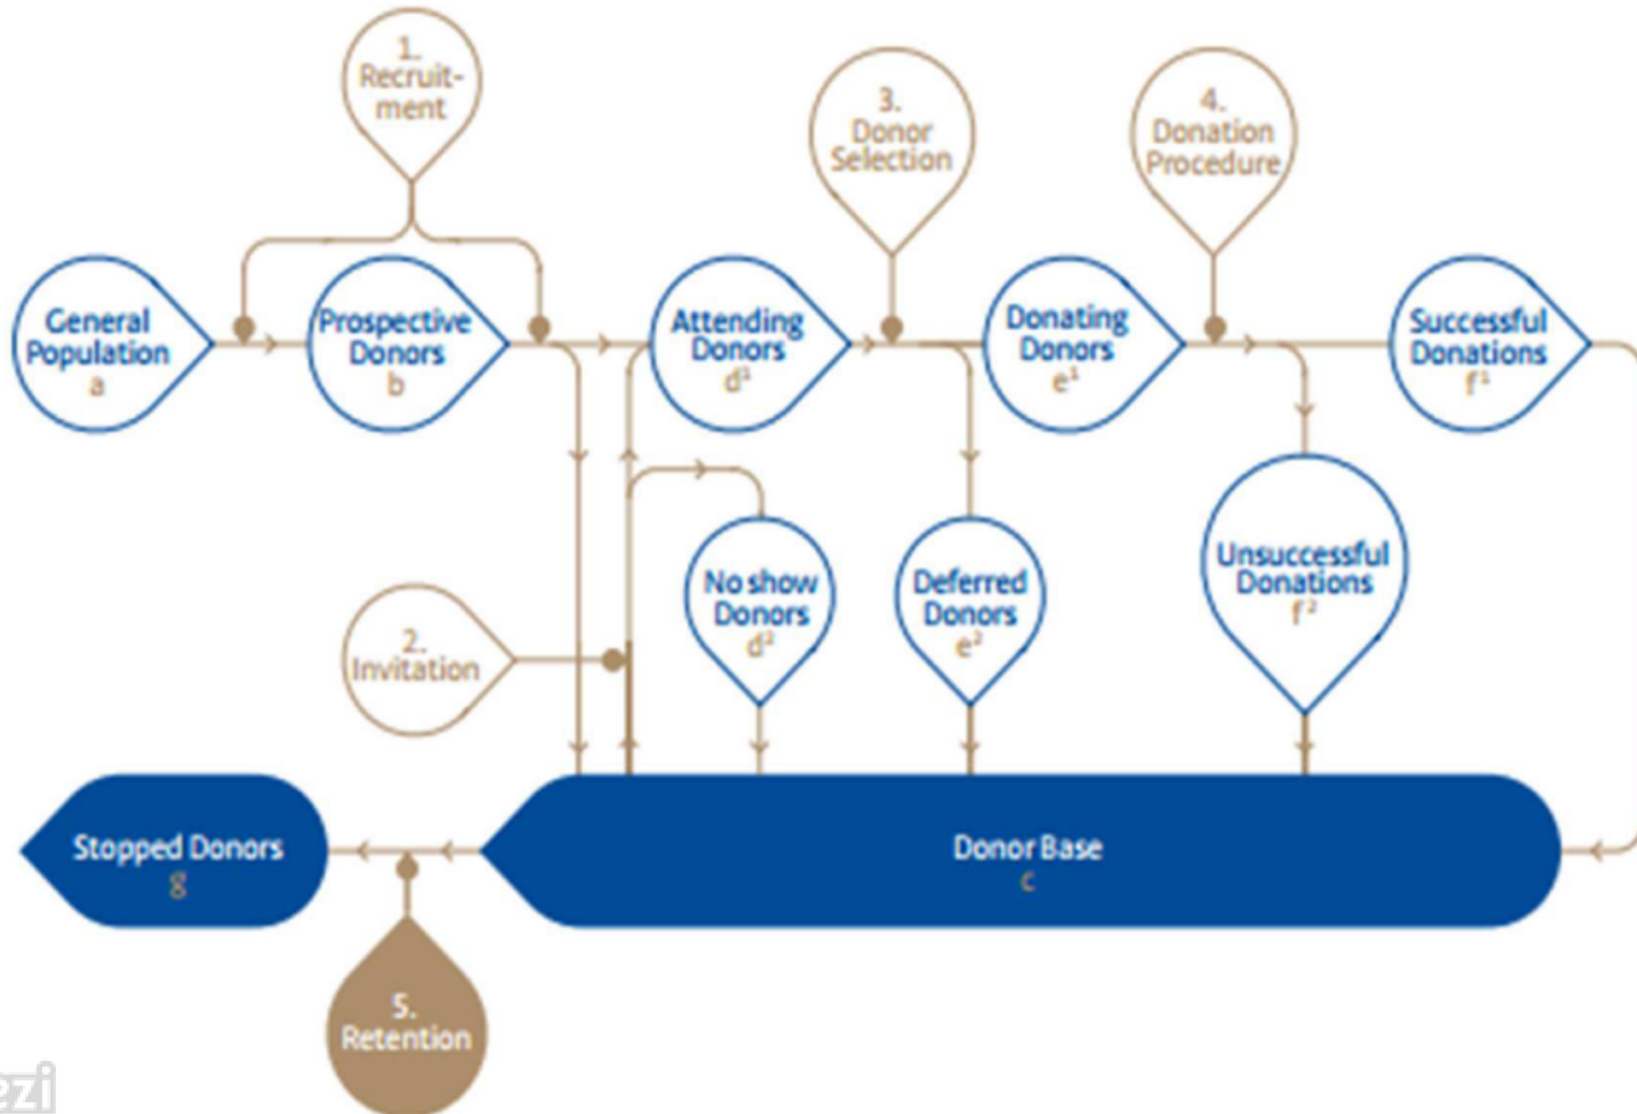 1.
Recruit-
ment
3.
Donor
Selection
4.
Donation
Procedure
General
Population
a
Prospective
Donors
b
Attending
Donors
d¹
Donating
Donors
e¹
Successful
Donations
f¹
No show
Donors
d²
Deferred
Donors
e²
Unsuccessful
Donations
f²
2.
Invitation
Stopped Donors
g
Donor Base
c
5.
Retention
ezi